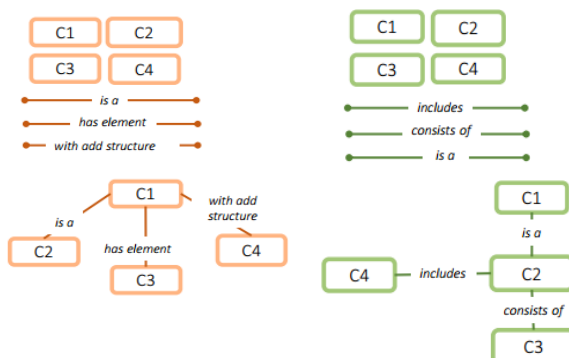 C1 C2
C3 C4
is a
has element
with add structure
C1
is a
with add
structure
C2
has element
C4
C3
C1 C2
C3 C4
includes
consists of
is a
C1
is a
C4
includes
C2
consists of
C3